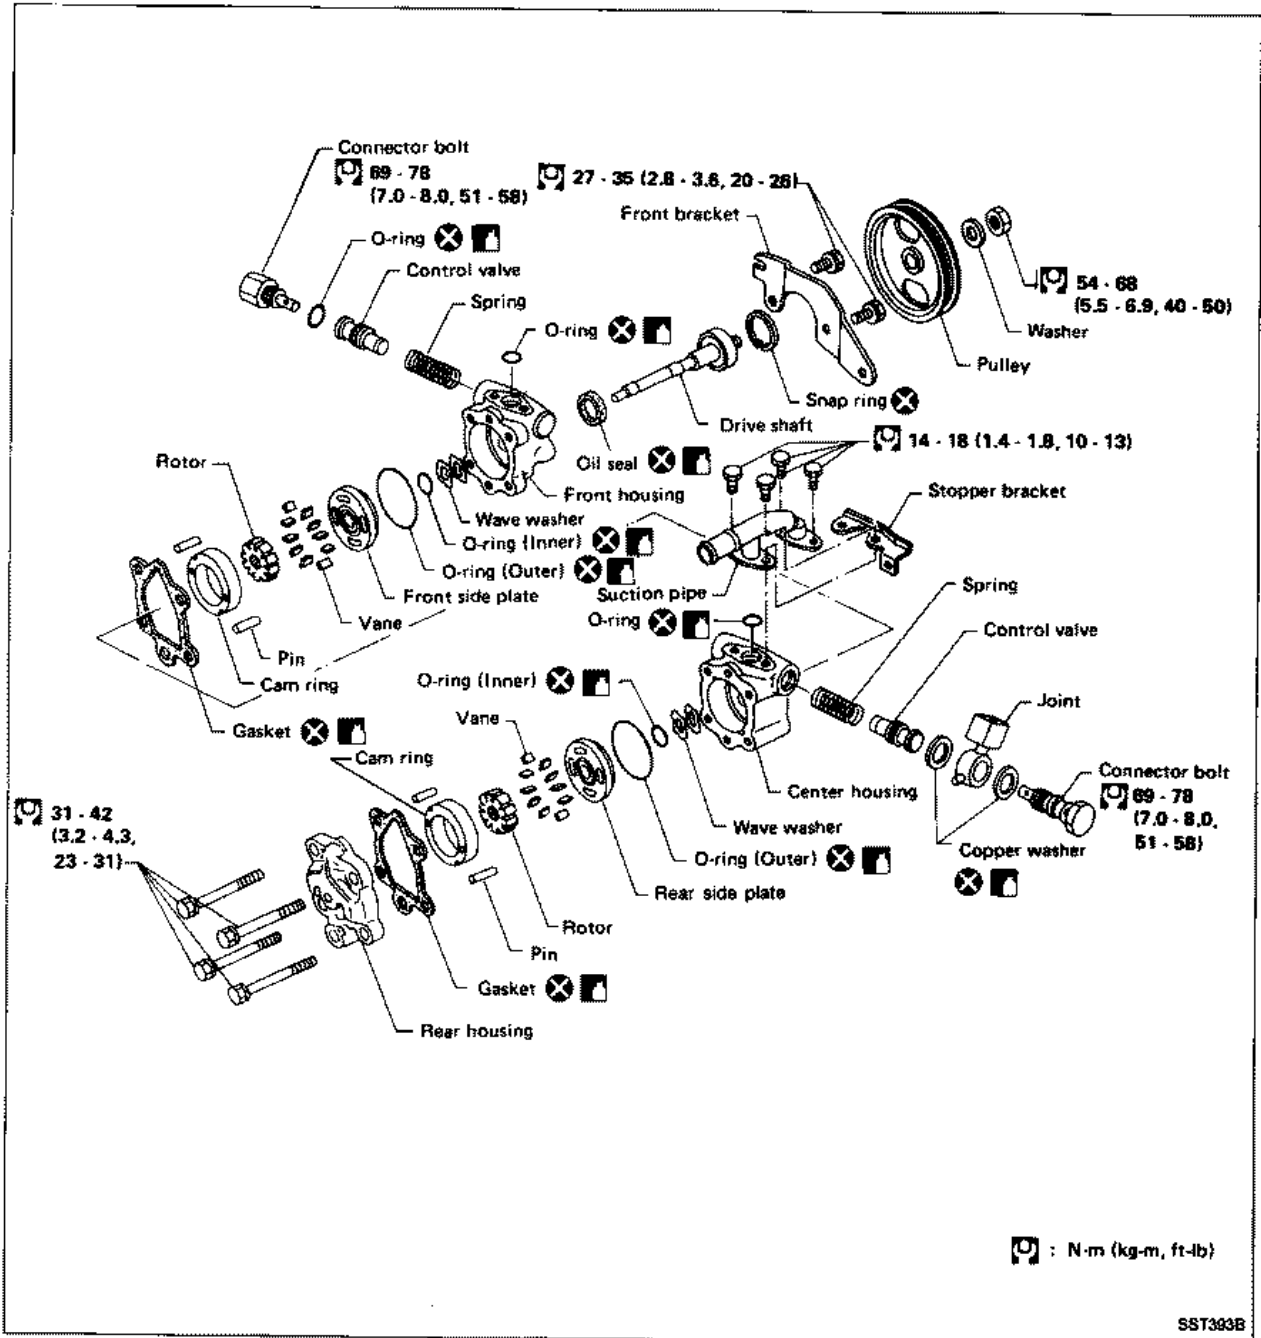 Connector bolt
69 - 78
(7.0 - 8.0, 51 - 58)
27 - 35 (2.8 - 3.6, 20 - 26)
Front bracket
O-ring
Control valve
Spring
O-ring
54 - 68
(5.5 - 6.9, 40 - 50)
Washer
Pulley
Snap ring
Drive shaft
14 - 18 (1.4 - 1.8, 10 - 13)
Oil seal
Front housing
Stopper bracket
Rotor
Wave washer
O-ring (Inner)
O-ring (Outer)
Front side plate
Suction pipe
Spring
O-ring
Control valve
Vane
Pin
Cam ring
O-ring (Inner)
Vane
Joint
Gasket
Cam ring
Center housing
Connector bolt
69 - 78
(7.0 - 8.0,
51 - 58)
31 - 42
(3.2 - 4.3,
23 - 31)
Wave washer
O-ring (Outer)
Copper washer
Rear side plate
Rotor
Pin
Gasket
Rear housing
: N·m (kg-m, ft-lb)
SST393B